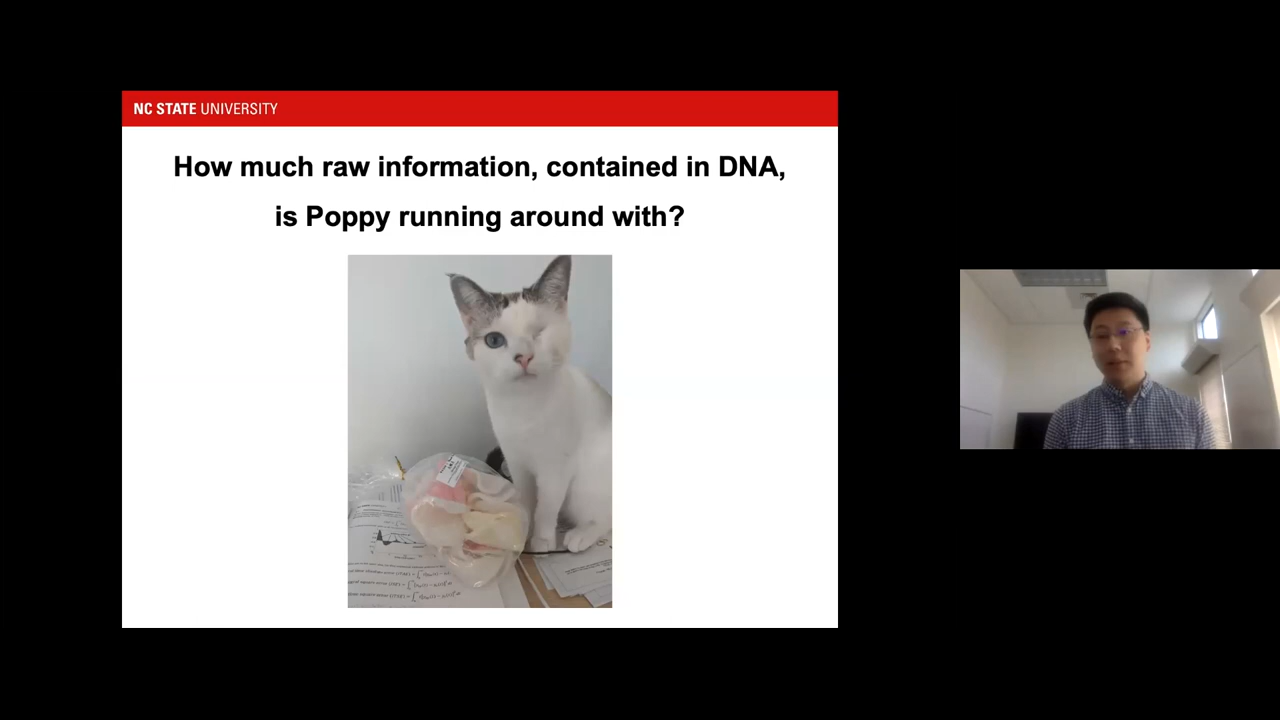 NC STATE UNIVERSITY
How much raw information, contained in DNA,
is Poppy running around with?